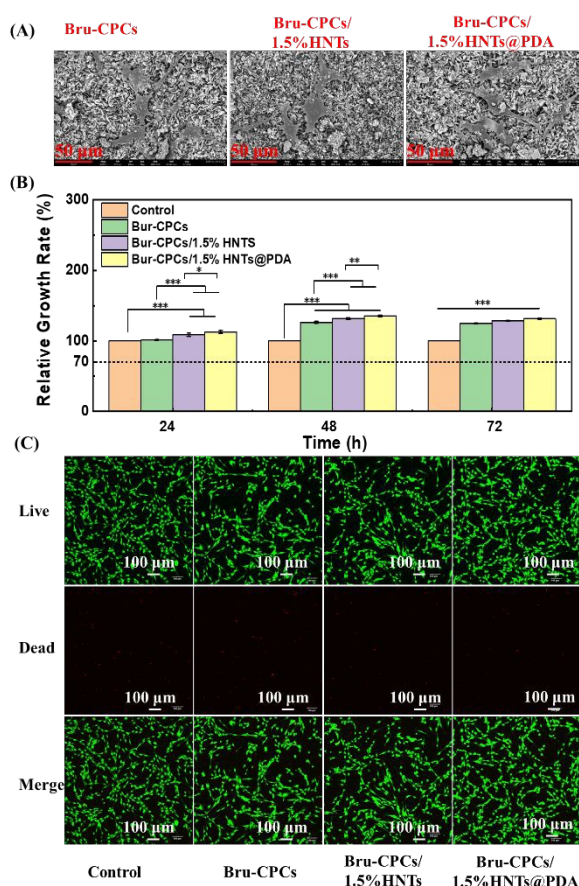 (A)
Bru-CPCs
Bru-CPCs/
1.5%HNTs
Bru-CPCs/
1.5%HNTs@PDA
50 μm
50 μm
50 μm
(B)
300
200
100
70
Relative Growth Rate (%)
Control
Bur-CPCs
Bur-CPCs/1.5% HNTS
Bur-CPCs/1.5% HNTs@PDA
***
***
*
***
***
**
***
24
48
72
Time (h)
(C)
Live
100 μm
100 μm
100 μm
100 μm
Dead
100 μm
100 μm
100 μm
100 μm
Merge
100 μm
100 μm
100 μm
100 μm
Control
Bru-CPCs
Bru-CPCs/
1.5%HNTs
Bru-CPCs/
1.5%HNTs@PDA